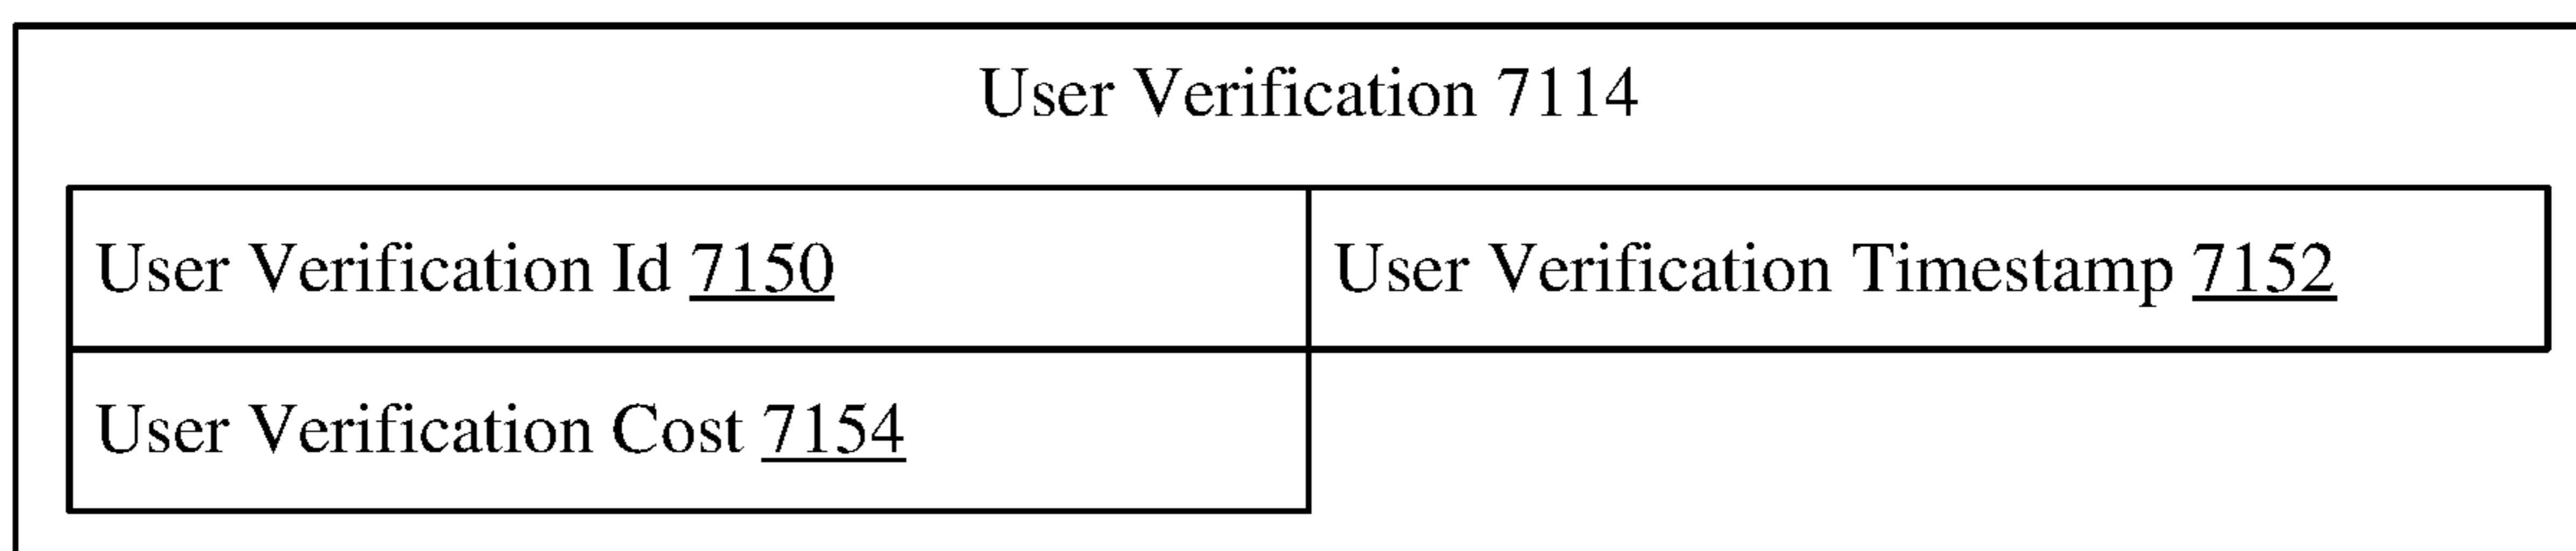 User Verification 7114
User Verification Id 7150
User Verification Timestamp 7152
User Verification Cost 7154